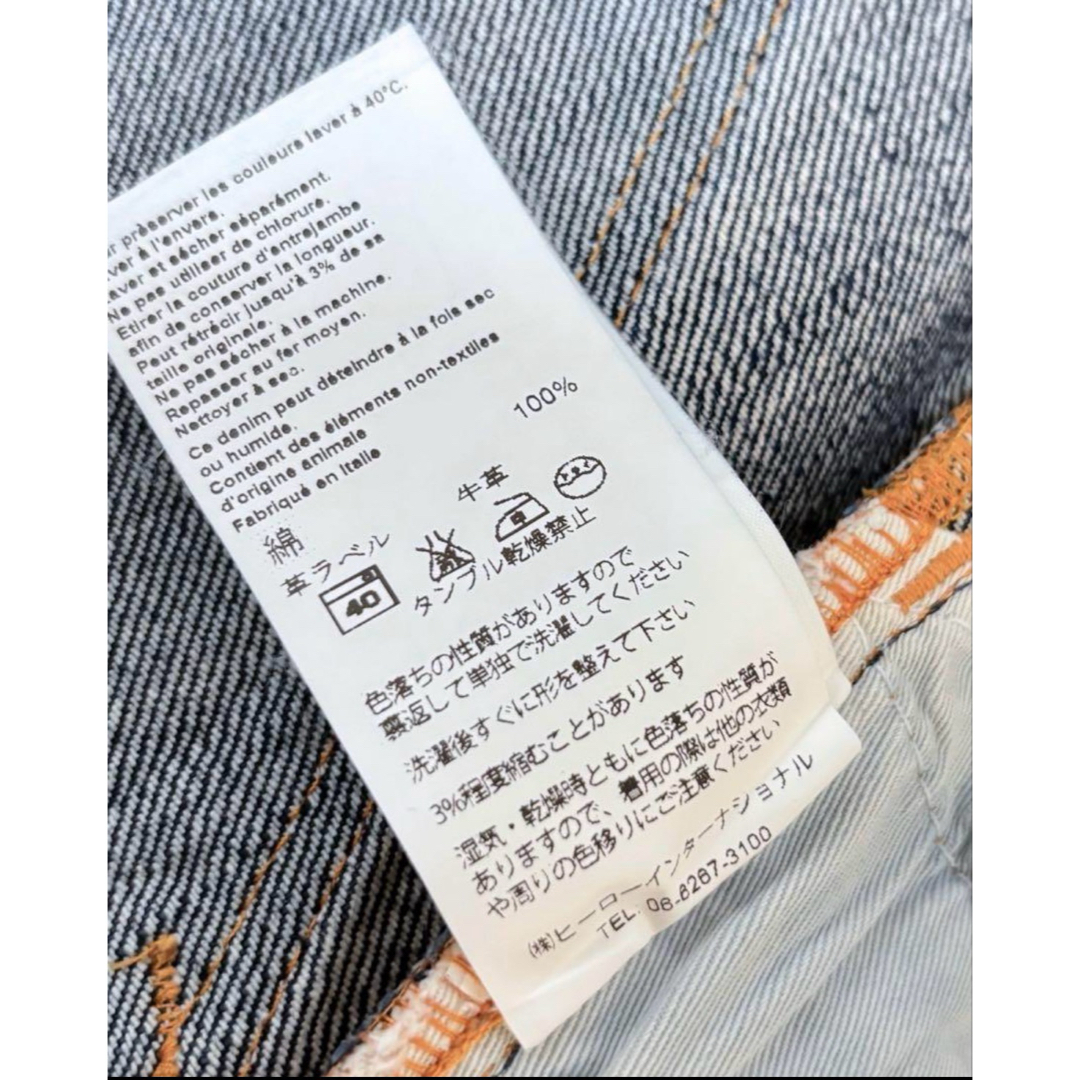 r préserver les couleurs laver à 40°C.
ver à l'envers.
aver et sécher séparément.
Ne pas utiliser de chlorure.
Etirer la couture d'entrejambe
afin de conserver la longueur.
Peut rétrécir jusqu'à 3% de sa
taille originale.
Ne pas sécher à la machine.
Repasser au fer moyen.
Nettoyer à sec.
Ce denim peut déteindre à la fois sec
ou humide.
Contient des éléments non-textiles
d'origine animale
Fabriqué en Italie
綿 100%
革ラベル 牛革
40
タンブル乾燥禁止
色落ちの性質がありますので
裏返して単独で洗濯してください
洗濯後すぐに形を整えて下さい
3%程度縮むことがあります
湿気・乾燥時ともに色落ちの性質が
ありますので、着用の際は他の衣類
や周りの色移りにご注意ください
(株)ヒーローインターナショナル
TEL. 06-6267-3100